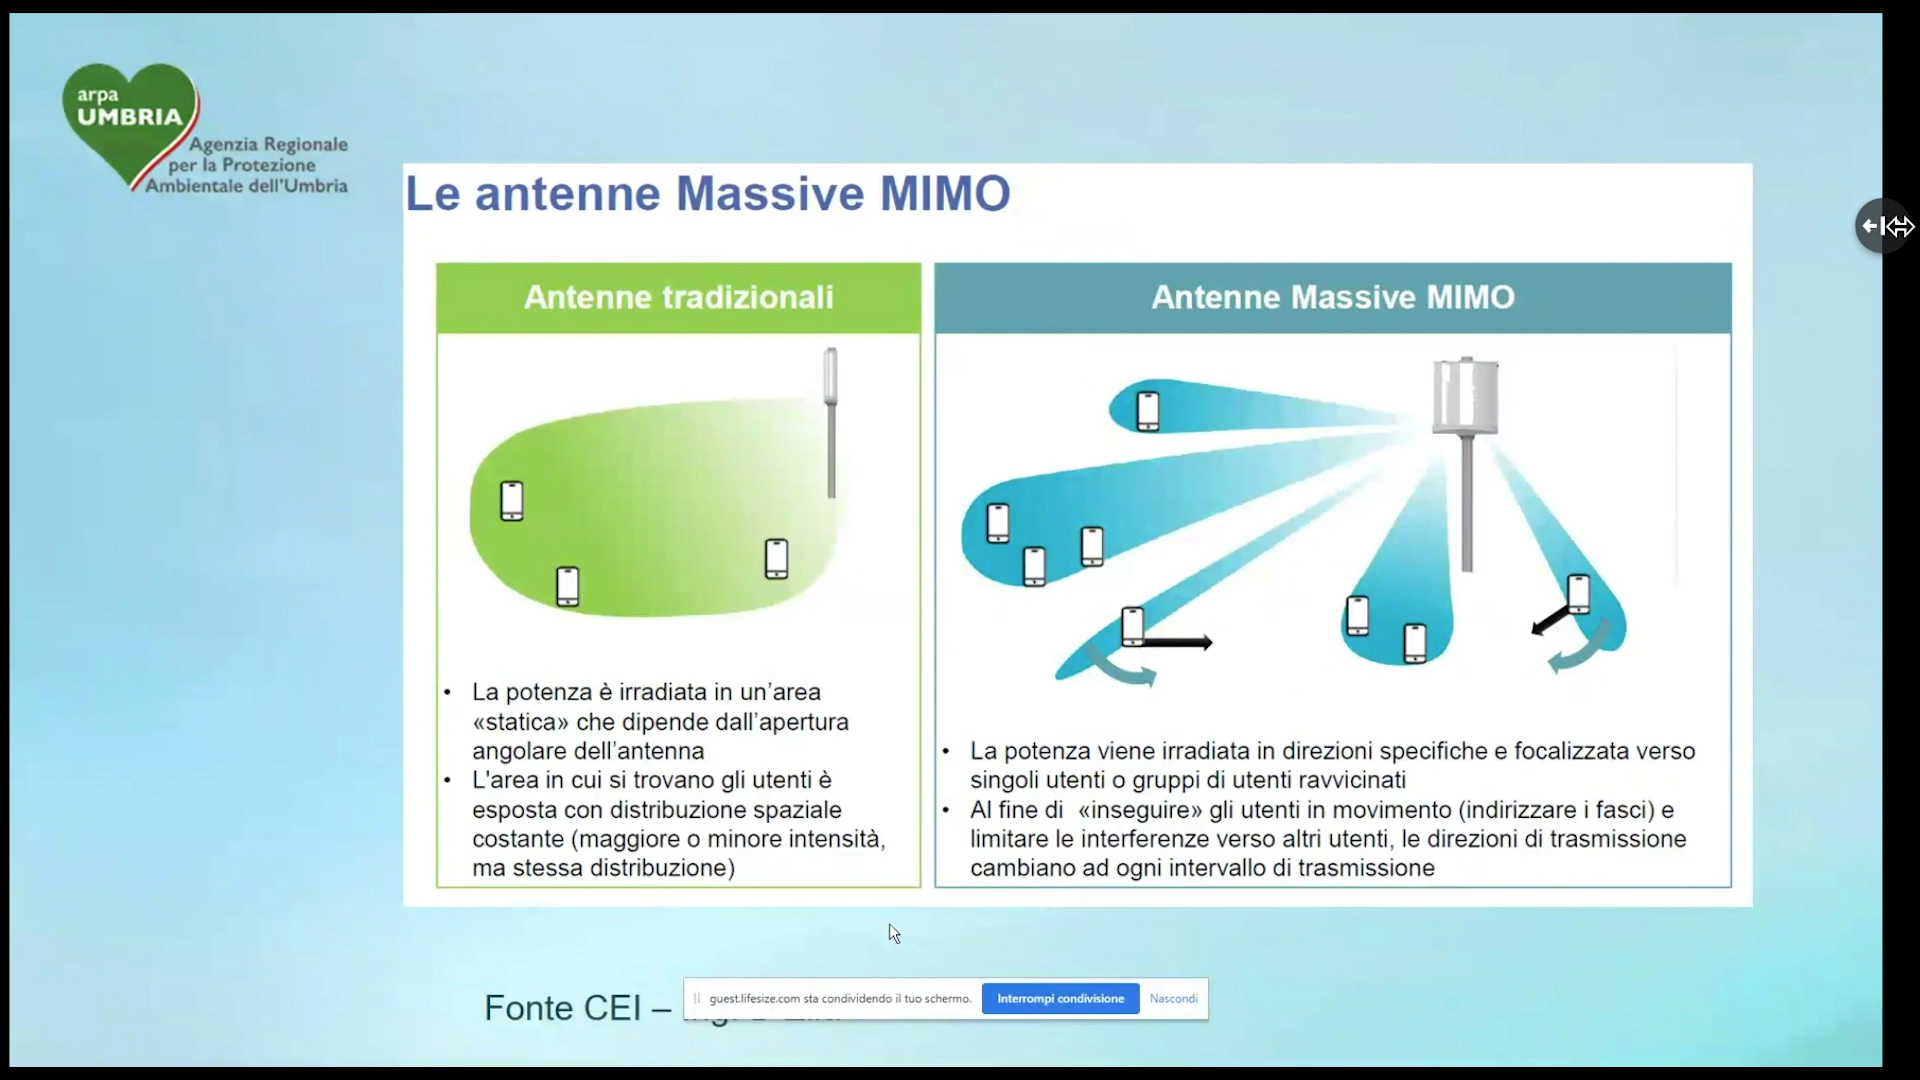 arpa
UMBRIA
Agenzia Regionale
per la Protezione
Ambientale dell'Umbria
Le antenne Massive MIMO
Antenne tradizionali
• La potenza è irradiata in un'area
«statica» che dipende dall'apertura
angolare dell'antenna
• L'area in cui si trovano gli utenti è
esposta con distribuzione spaziale
costante (maggiore o minore intensità,
ma stessa distribuzione)
Antenne Massive MIMO
• La potenza viene irradiata in direzioni specifiche e focalizzata verso
singoli utenti o gruppi di utenti ravvicinati
• Al fine di «inseguire» gli utenti in movimento (indirizzare i fasci) e
limitare le interferenze verso altri utenti, le direzioni di trasmissione
cambiano ad ogni intervallo di trasmissione
Fonte CEI –
guest.lifesize.com sta condividendo il tuo schermo.
Interrompi condivisione
Nascondi